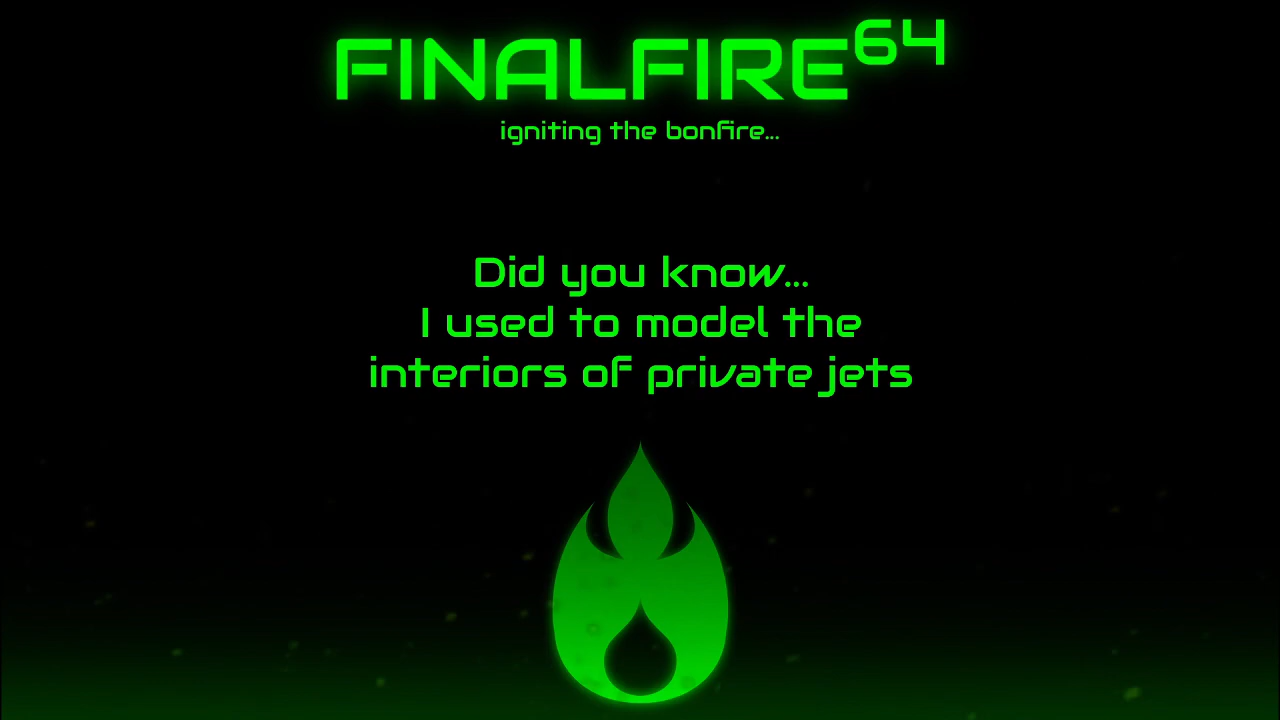 FINALFIRE64
igniting the bonfire...
Did you know...
I used to model the
interiors of private jets